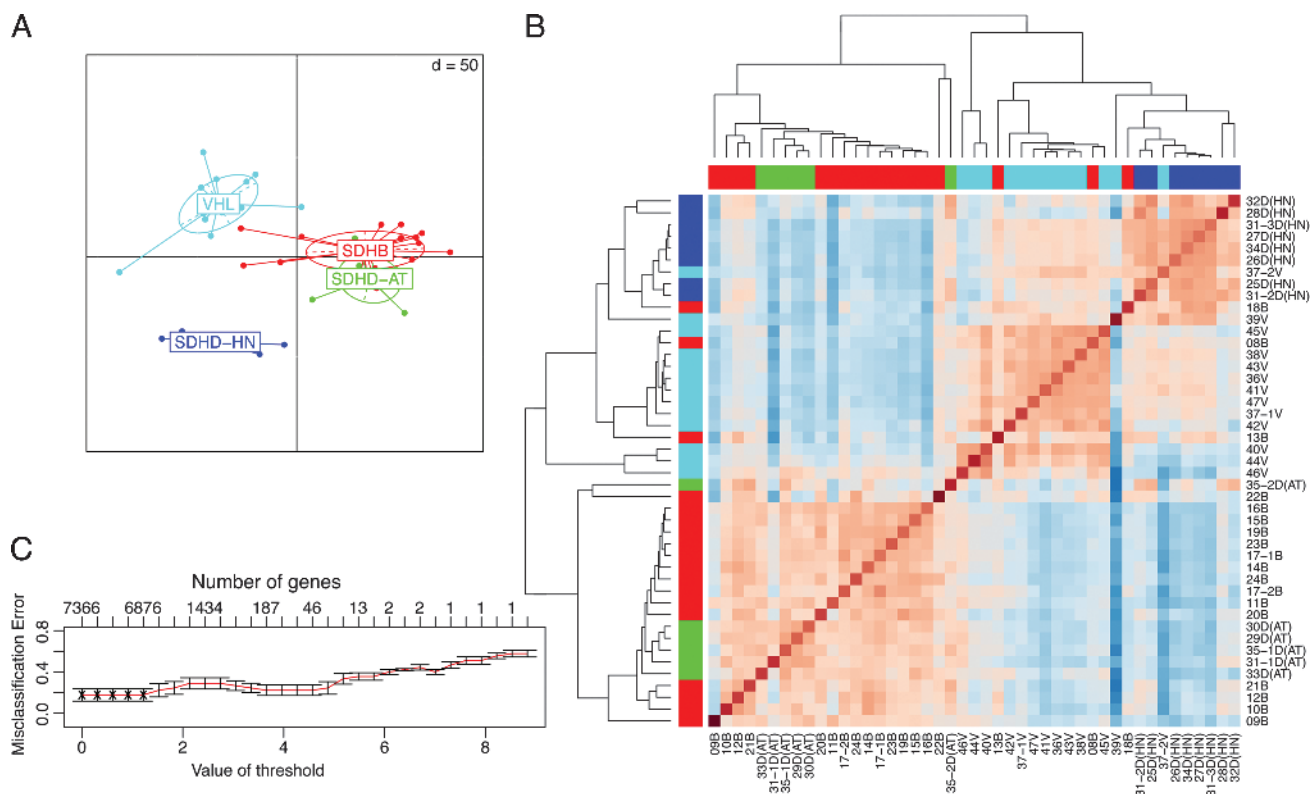 A
d = 50
VHL
SDHB
SDHD-AT
SDHD-HN
B
32D(HN)
28D(HN)
31-3D(HN)
27D(HN)
34D(HN)
26D(HN)
37-2V
25D(HN)
31-2D(HN)
18B
39V
45V
08B
38V
43V
36V
41V
47V
37-1V
42V
13B
40V
44V
46V
35-2D(AT)
22B
16B
15B
19B
23B
17-1B
14B
24B
17-2B
11B
20B
30D(AT)
29D(AT)
35-1D(AT)
31-1D(AT)
33D(AT)
21B
12B
10B
09B
09B
10B
12B
21B
33D(AT)
31-1D(AT)
35-1D(AT)
29D(AT)
30D(AT)
20B
11B
17-2B
24B
14B
17-1B
23B
19B
15B
16B
22B
35-2D(AT)
46V
44V
40V
13B
42V
37-1V
47V
41V
36V
43V
38V
08B
45V
39V
18B
31-2D(HN)
25D(HN)
37-2V
26D(HN)
34D(HN)
27D(HN)
31-3D(HN)
28D(HN)
32D(HN)
C
Number of genes
7366 6876 1434 187 46 13 2 2 1 1 1
Misclassification Error
0.8
0.4
0.0
0 2 4 6 8
Value of threshold